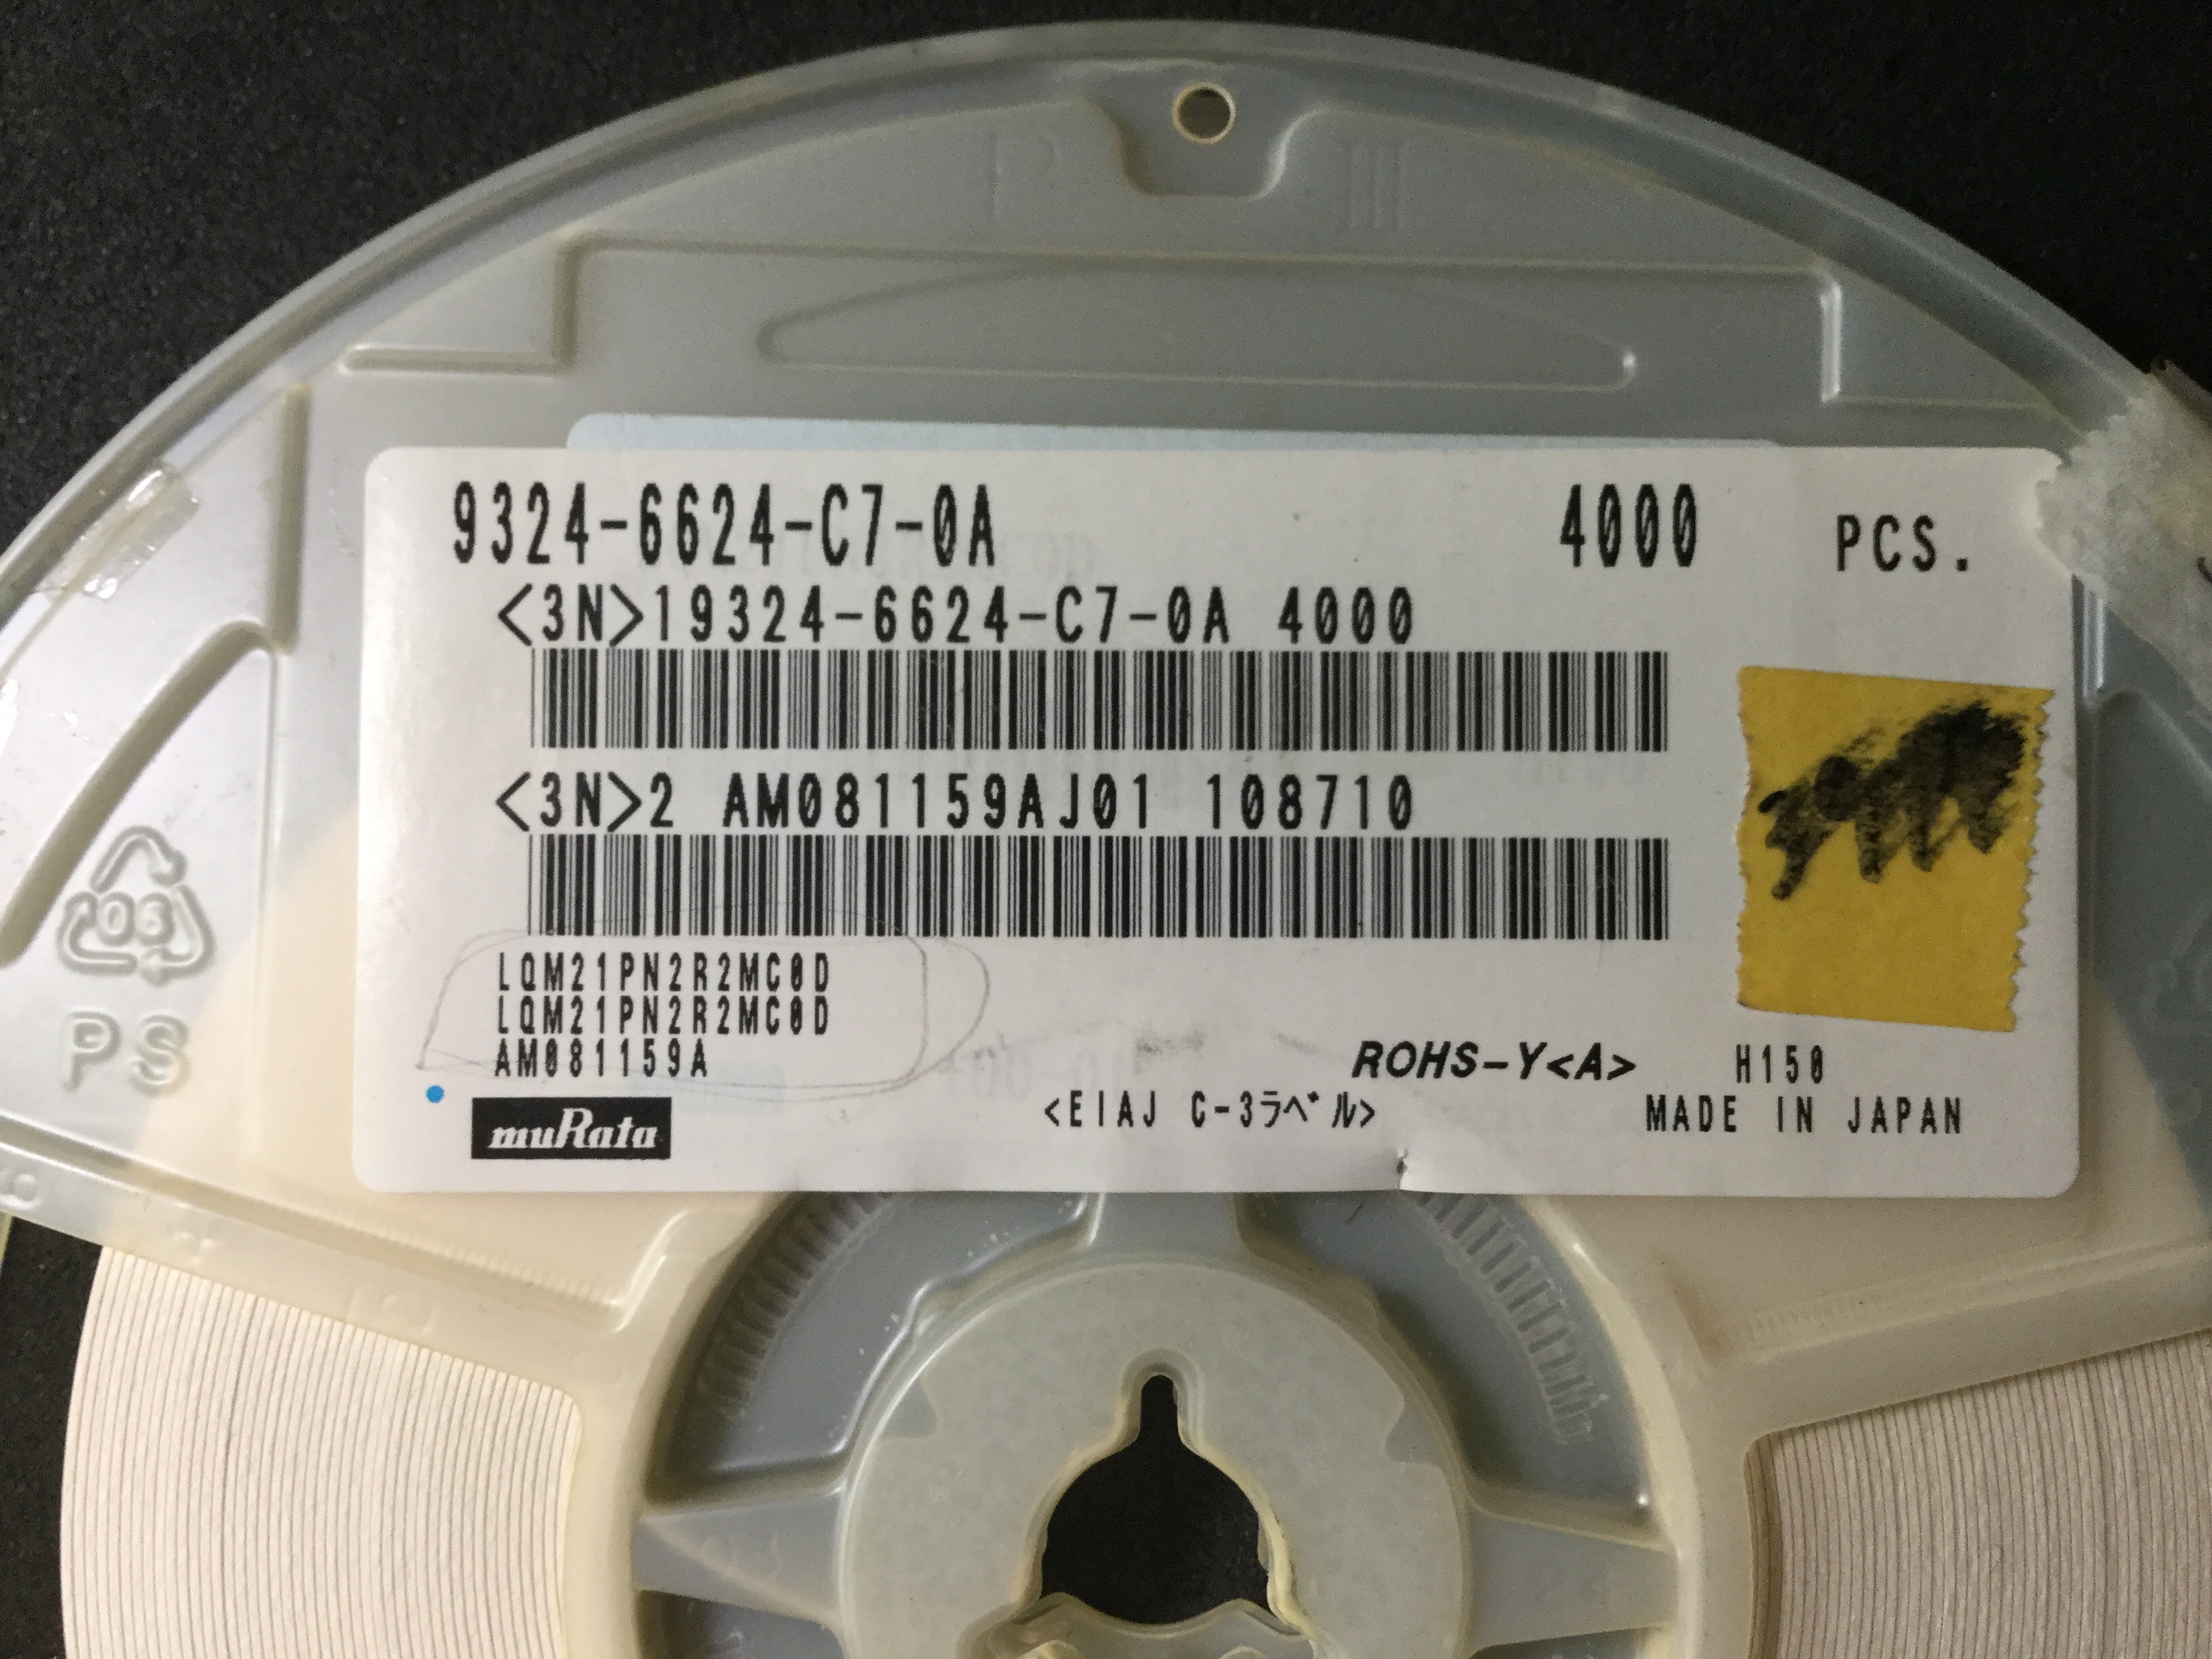 9324-6624-C7-0A 4000 PCS.
<3N>19324-6624-C7-0A 4000
<3N>2 AM081159AJ01 108710
LQM21PN2R2MC0D
LQM21PN2R2MC0D
AM081159A
ROHS-Y<A> H150
muRata
<EIAJ C-3ラベル>
MADE IN JAPAN
06
PS